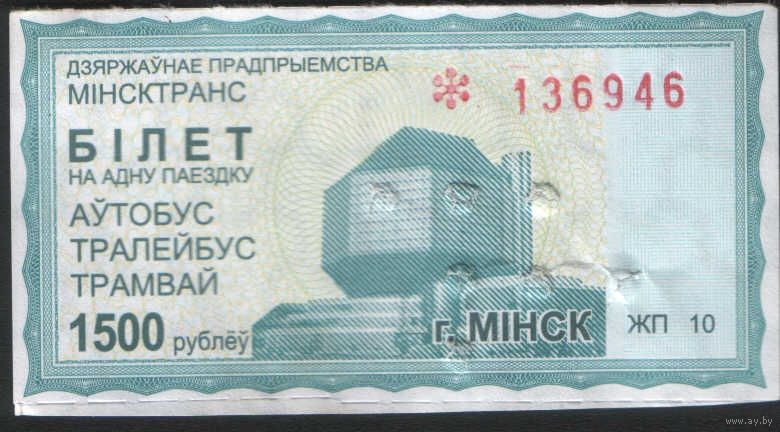 ДЗЯРЖАЎНАЕ ПРАДПРЫЕМСТВА
МІНСКТРАНС
136946
БІЛЕТ
НА АДНУ ПАЕЗДКУ
АЎТОБУС
ТРАЛЕЙБУС
ТРАМВАЙ
1500 рублёў
г. МІНСК
ЖП 10
www.ay.by